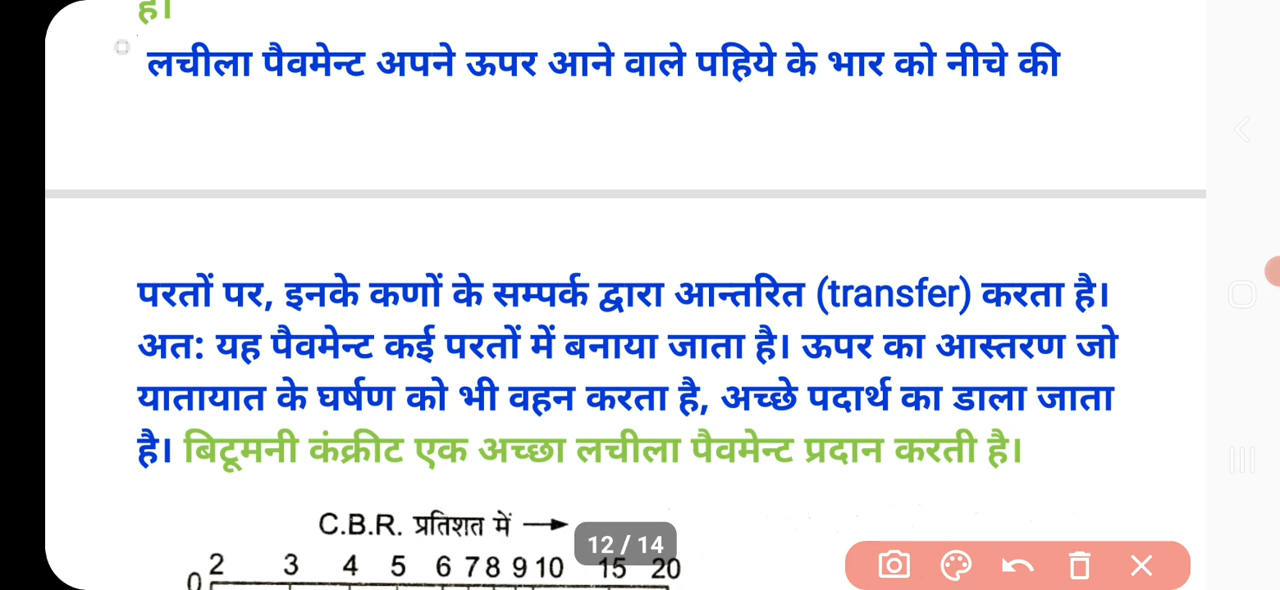 है।
लचीला पैवमेन्ट अपने ऊपर आने वाले पहिये के भार को नीचे की
परतों पर, इनके कणों के सम्पर्क द्वारा आन्तरित (transfer) करता है।
अत: यह पैवमेन्ट कई परतों में बनाया जाता है। ऊपर का आस्तरण जो
यातायात के घर्षण को भी वहन करता है, अच्छे पदार्थ का डाला जाता
है। बिटूमनी कंक्रीट एक अच्छा लचीला पैवमेन्ट प्रदान करती है।
C.B.R. प्रतिशत में
12 / 14
2 3 4 5 6 7 8 9 10 15 20
0